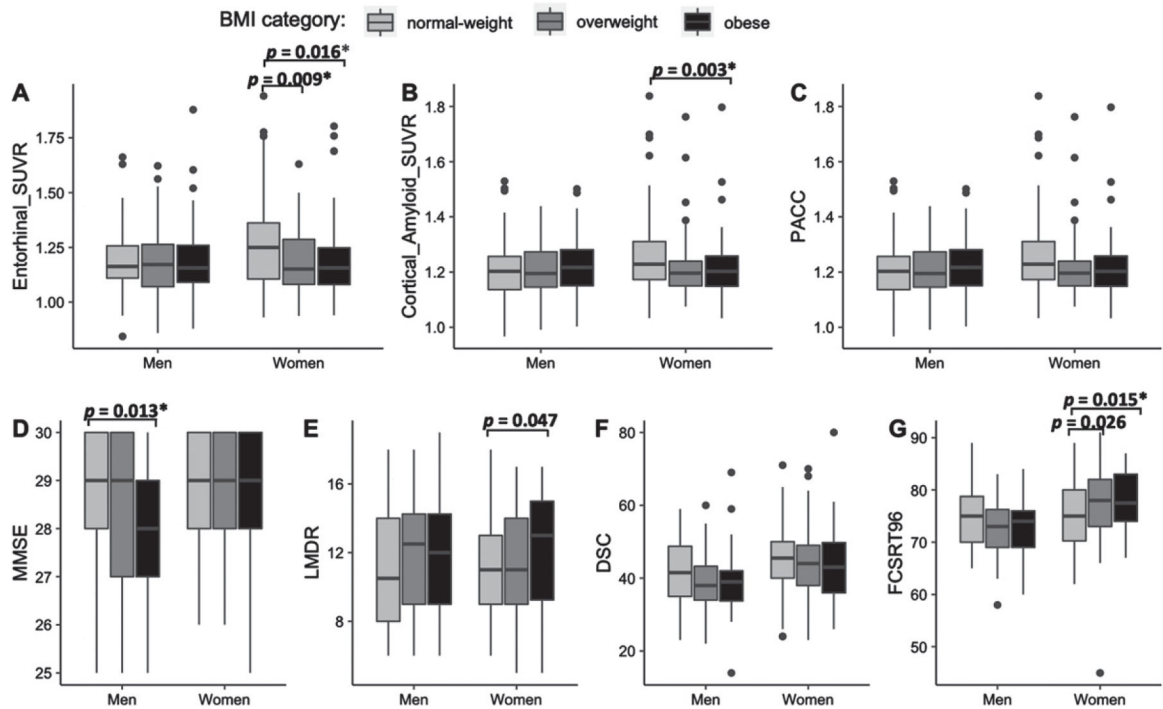 BMI category: normal-weight overweight obese
A
Entorhinal_SUVR
1.75
1.50
1.25
1.00
p = 0.016*
p = 0.009*
Men Women
B
Cortical_Amyloid_SUVR
1.8
1.6
1.4
1.2
1.0
p = 0.003*
Men Women
C
PACC
1.8
1.6
1.4
1.2
1.0
Men Women
D
MMSE
30
29
28
27
26
25
p = 0.013*
Men Women
E
LMDR
16
12
8
p = 0.047
Men Women
F
DSC
80
60
40
20
Men Women
G
FCSRT96
90
80
70
60
50
p = 0.015*
p = 0.026
Men Women